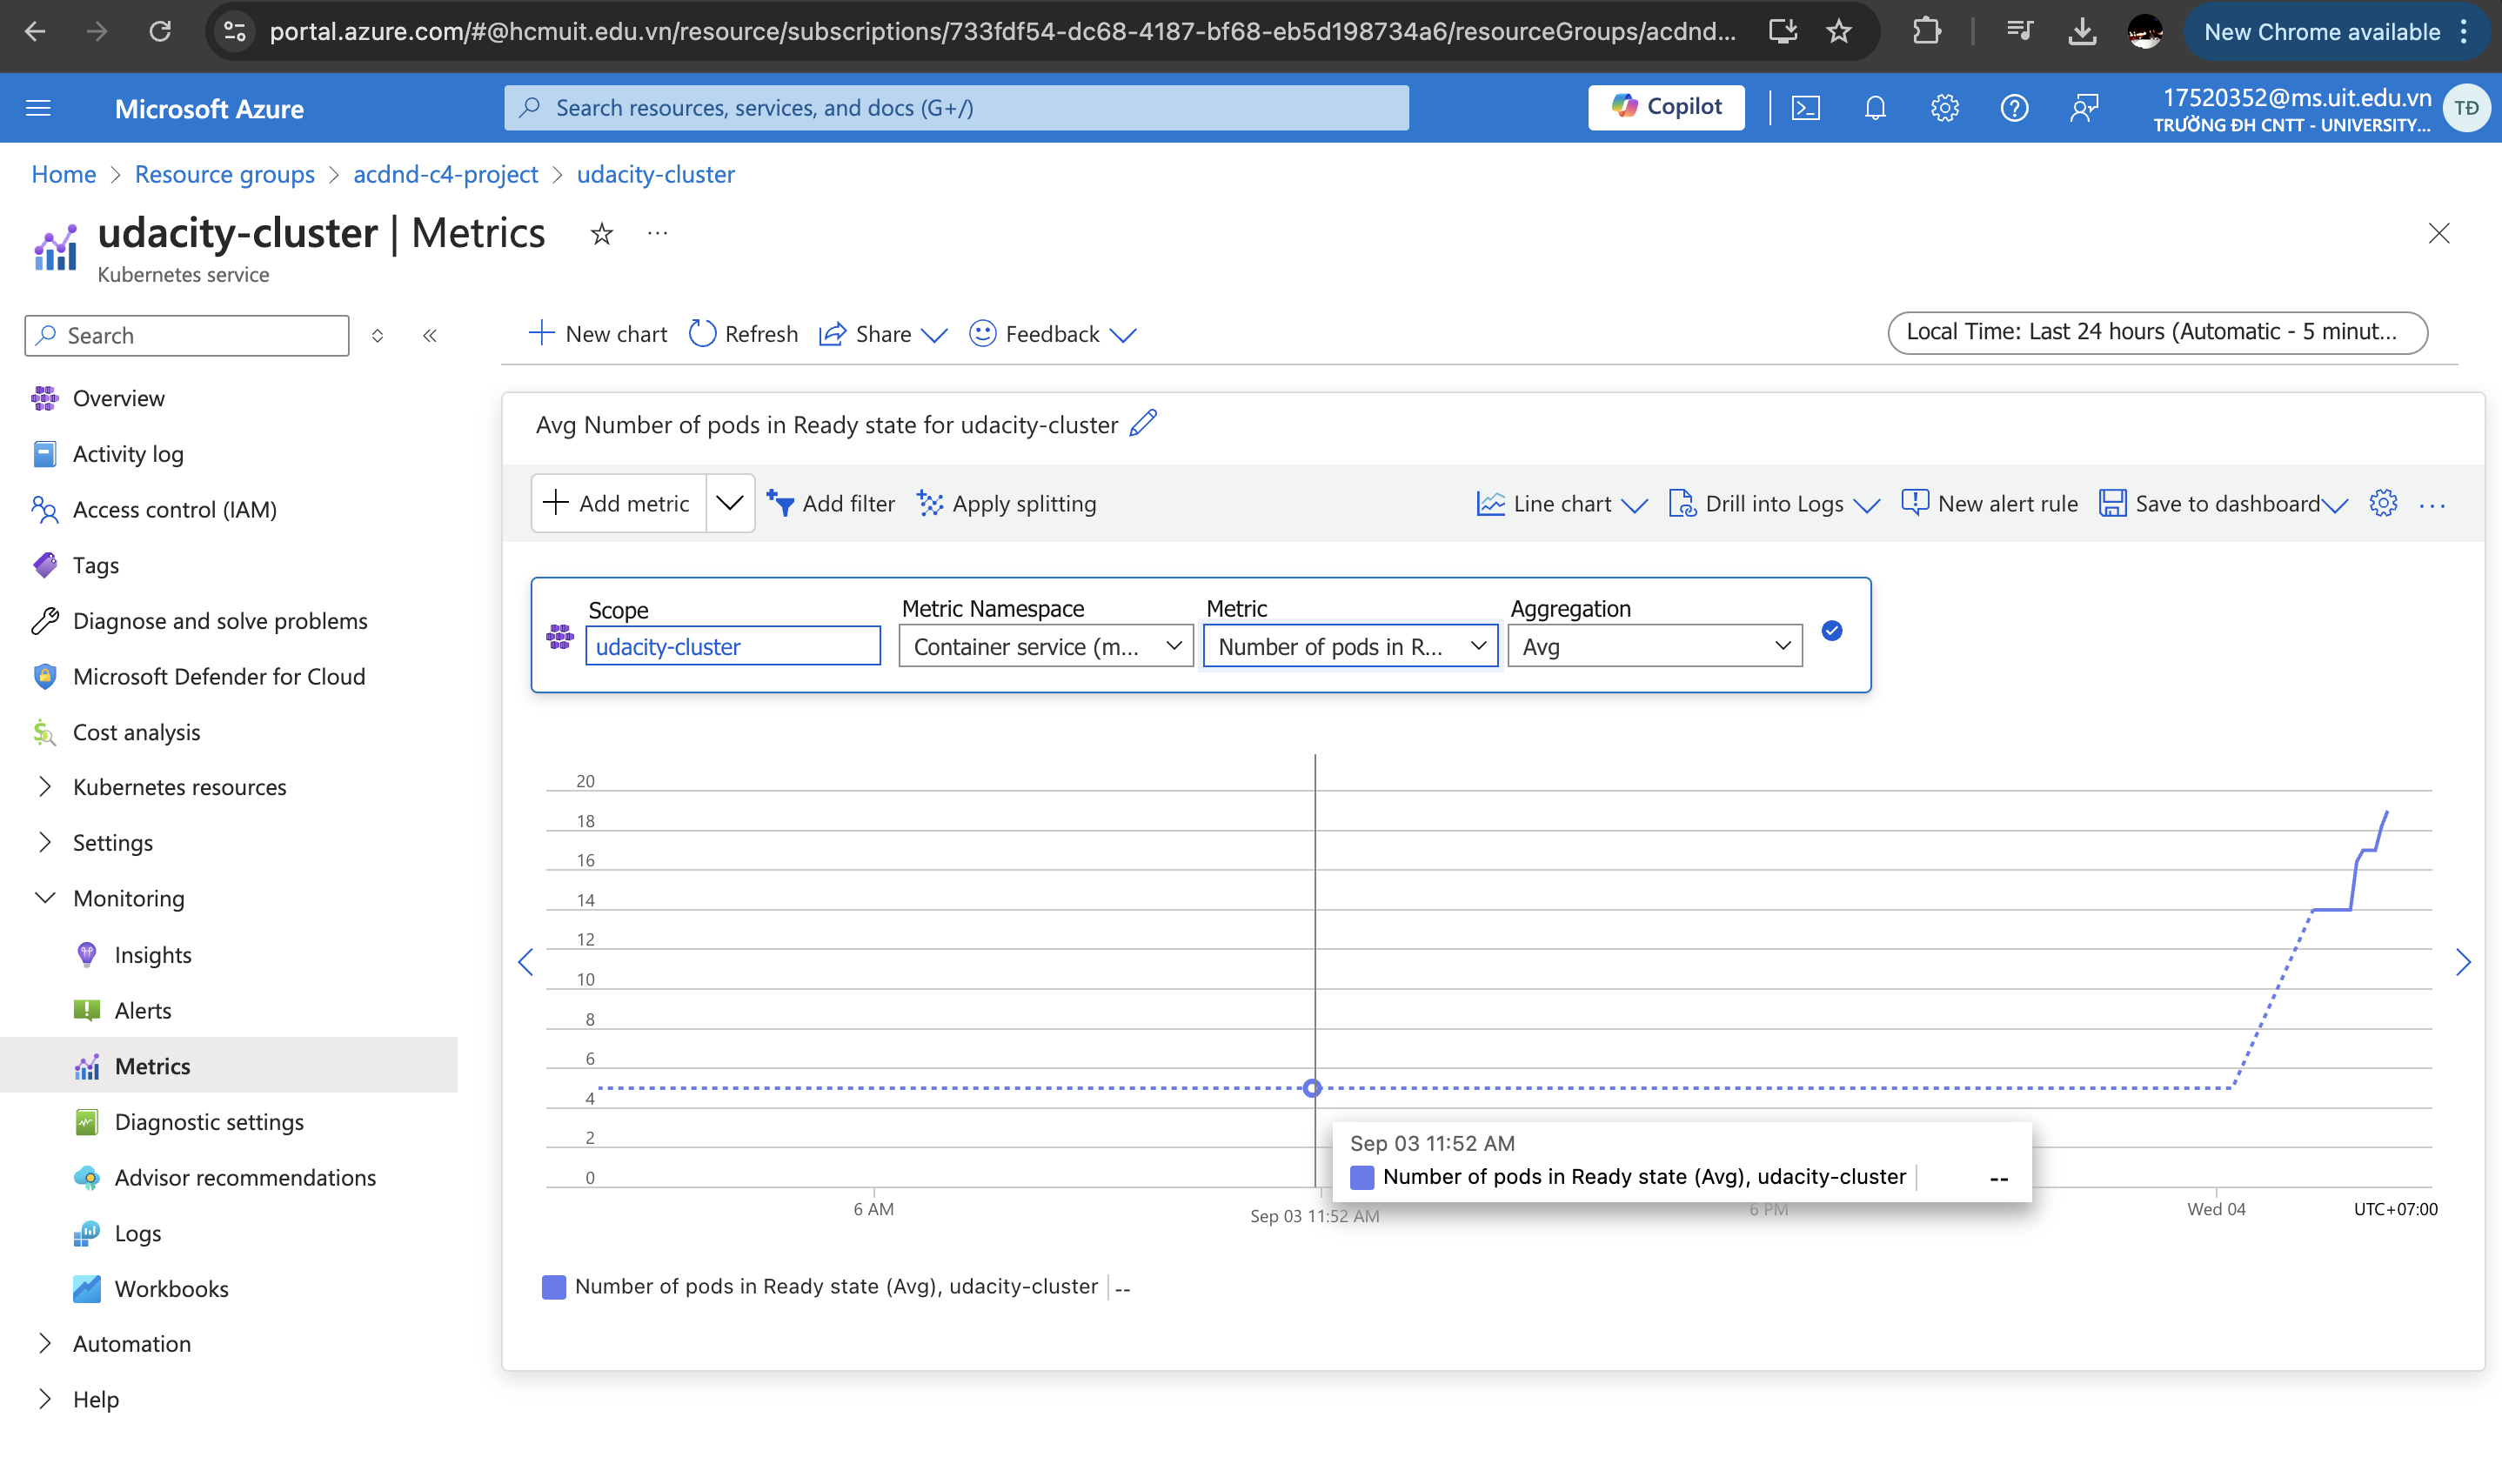 portal.azure.com/#@hcmuit.edu.vn/resource/subscriptions/733fdf54-dc68-4187-bf68-eb5d198734a6/resourceGroups/acdnd...
New Chrome available
Microsoft Azure
Search resources, services, and docs (G+/)
Copilot
17520352@ms.uit.edu.vn
TRƯỜNG ĐH CNTT - UNIVERSITY...
TĐ
Home > Resource groups > acdnd-c4-project > udacity-cluster
udacity-cluster | Metrics
Kubernetes service
Search
New chart
Refresh
Share
Feedback
Local Time: Last 24 hours (Automatic - 5 minut...
Overview
Activity log
Access control (IAM)
Tags
Diagnose and solve problems
Microsoft Defender for Cloud
Cost analysis
Kubernetes resources
Settings
Monitoring
Insights
Alerts
Metrics
Diagnostic settings
Advisor recommendations
Logs
Workbooks
Automation
Help
Avg Number of pods in Ready state for udacity-cluster
Add metric
Add filter
Apply splitting
Line chart
Drill into Logs
New alert rule
Save to dashboard
Scope
udacity-cluster
Metric Namespace
Container service (m...
Metric
Number of pods in R...
Aggregation
Avg
20
18
16
14
12
10
8
6
4
2
0
6 AM
Sep 03 11:52 AM
6 PM
Wed 04
UTC+07:00
Sep 03 11:52 AM
Number of pods in Ready state (Avg), udacity-cluster | --
Number of pods in Ready state (Avg), udacity-cluster | --